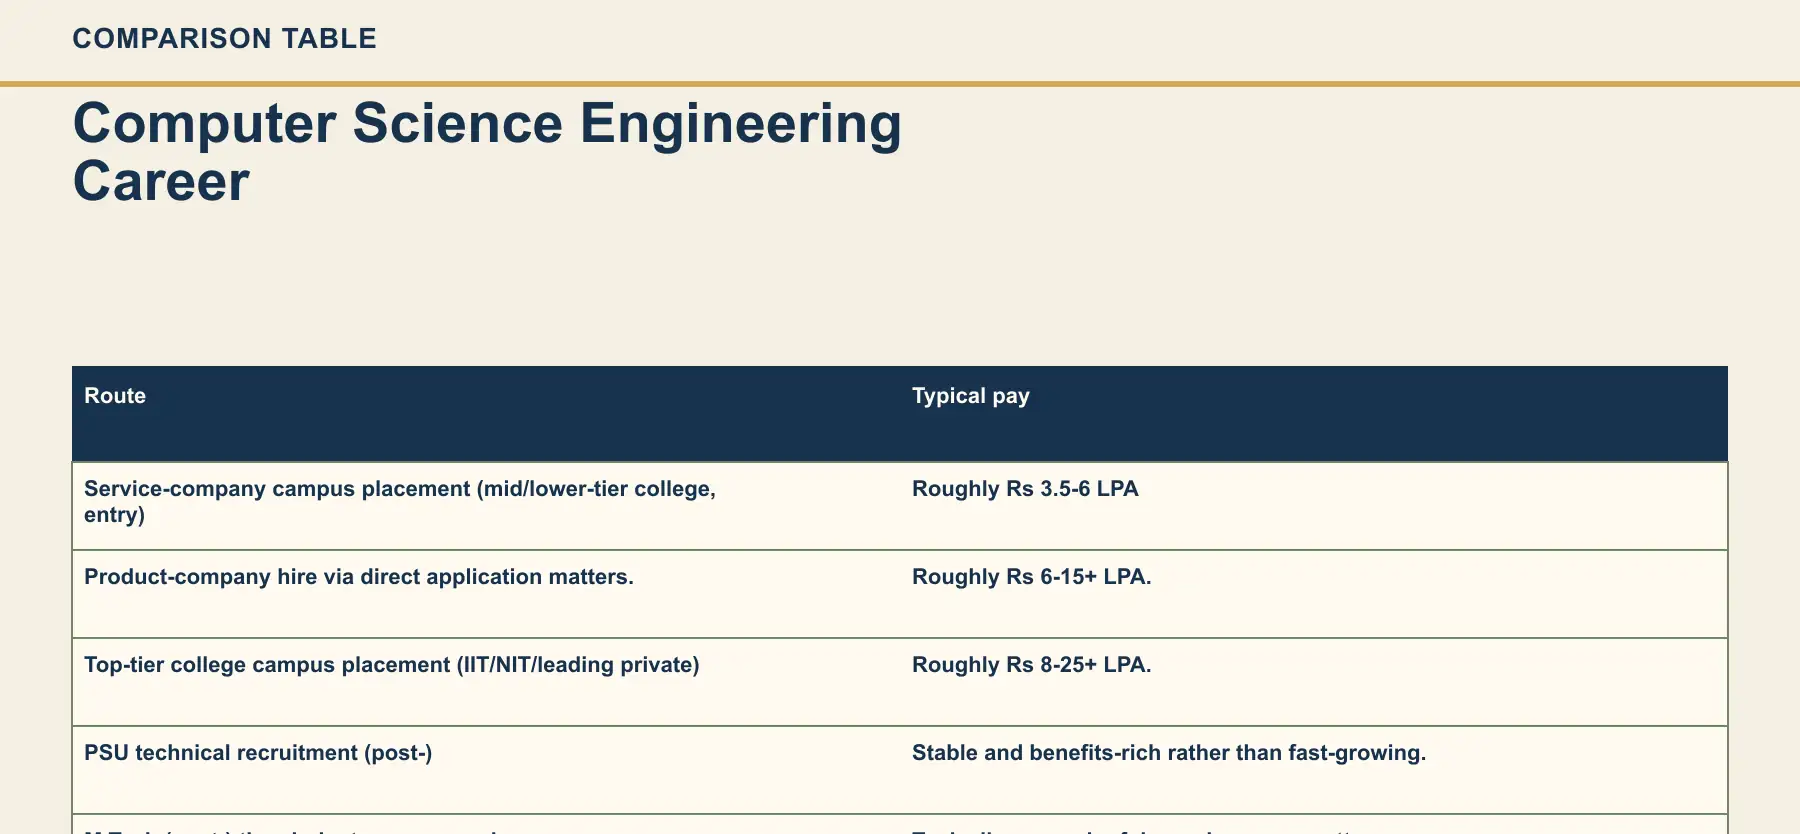 COMPARISON TABLE
Computer Science Engineering
Career
Route
Typical pay
Service-company campus placement (mid/lower-tier college,
entry)
Roughly Rs 3.5-6 LPA
Product-company hire via direct application matters.
Roughly Rs 6-15+ LPA.
Top-tier college campus placement (IIT/NIT/leading private)
Roughly Rs 8-25+ LPA.
PSU technical recruitment (post-)
Stable and benefits-rich rather than fast-growing.